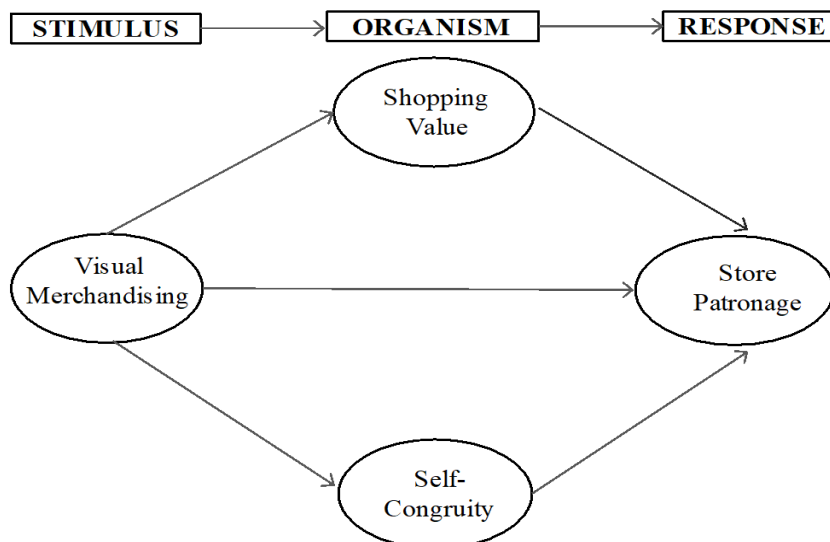 STIMULUS
ORGANISM
RESPONSE
Shopping
Value
Visual
Merchandising
Store
Patronage
Self-
Congruity